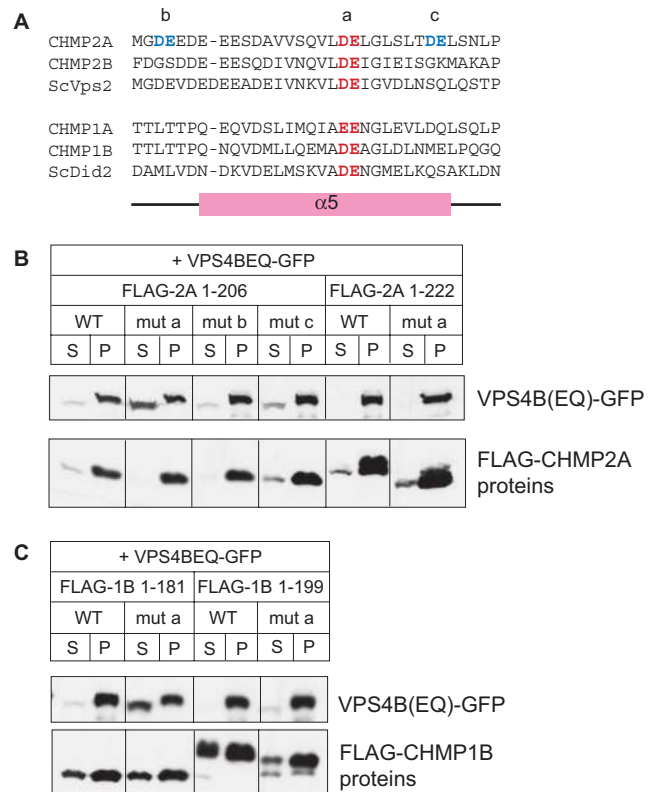 A
b a c
CHMP2A MGDEEDE-EESDAVVSQVLDELGLSLTDELSNLP
CHMP2B FDGSDDE-EESQDIVNQVLDEIGIEISGKMAKAP
ScVps2 MGDEVDEDEEADEIVNKVLDEIGVDLNSQLQSTP
CHMP1A TTLTTPQ-EQVDSLIMQIAEENGLEVLDQLSQLP
CHMP1B TTLTTPQ-NQVDMLLQEMADEAGLDLNMELPQGQ
ScDid2 DAMLVDN-DKVDELMSKVADENGMELKQSAKLDN
α5
B
+ VPS4BEQ-GFP
FLAG-2A 1-206 FLAG-2A 1-222
WT mut a mut b mut c WT mut a
S P S P S P S P S P S P
VPS4B(EQ)-GFP
FLAG-CHMP2A
proteins
C
+ VPS4BEQ-GFP
FLAG-1B 1-181 FLAG-1B 1-199
WT mut a WT mut a
S P S P S P S P
VPS4B(EQ)-GFP
FLAG-CHMP1B
proteins